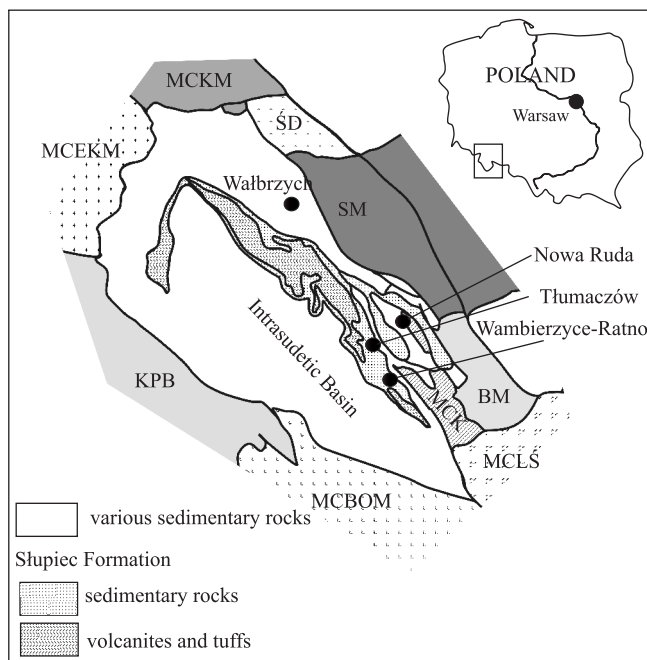 MCKM
POLAND
Warsaw
ŚD
MCEKM
Wałbrzych
SM
Nowa Ruda
Tłumaczów
Wambierzyce-Ratno
Intrasudetic Basin
KPB
MCK
BM
MCLŚ
MCBOM
various sedimentary rocks
Słupiec Formation
sedimentary rocks
volcanites and tuffs